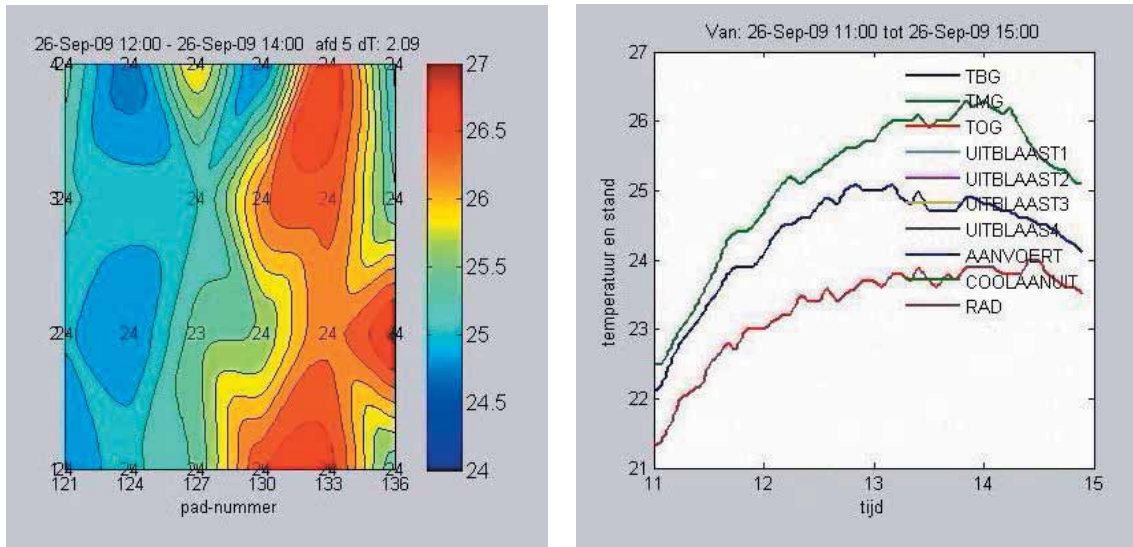 26-Sep-09 12:00 - 26-Sep-09 14:00 afd 5 dT: 2.09
24 24 24 24 24 24
24 24 24 24
24 24 23 24 24
24 24 24 24 24 24
121 124 127 130 133 136
pad-nummer
27
26.5
26
25.5
25
24.5
24
Van: 26-Sep-09 11:00 tot 26-Sep-09 15:00
27
26
25
24
23
22
21
temperatuur en stand
TBG
TMG
TOG
UITBLAAST1
UITBLAAST2
UITBLAAST3
UITBLAAS4
AANVOERT
COOLAANUIT
RAD
11 12 13 14 15
tijd